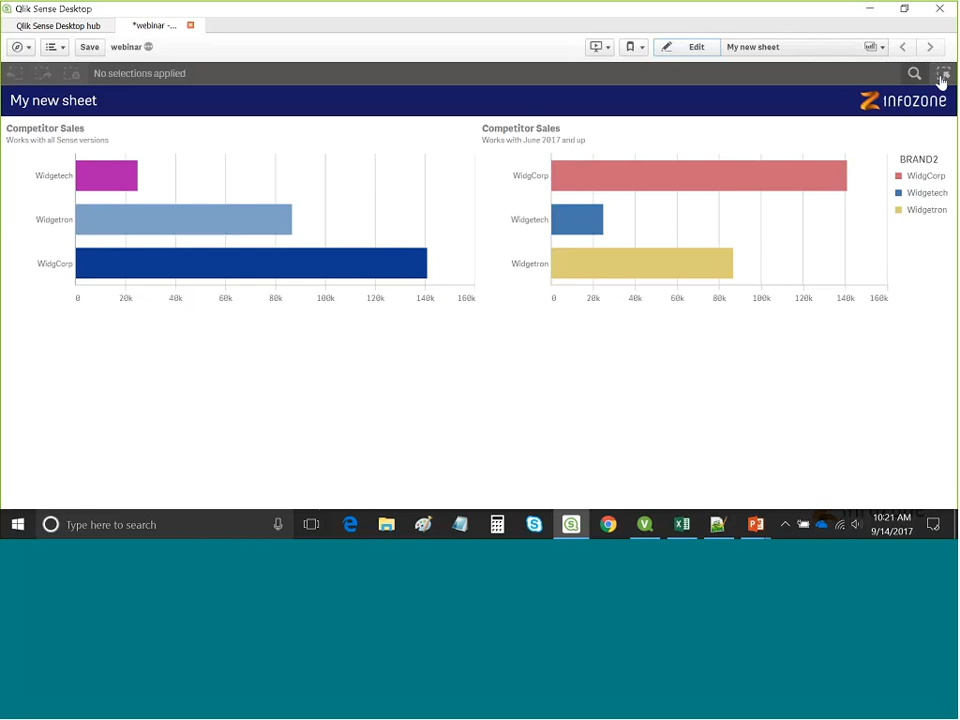 Qlik Sense Desktop
Qlik Sense Desktop hub
*webinar -...
Save
webinar
Edit
My new sheet
No selections applied
My new sheet
INFOZONE
Competitor Sales
Works with all Sense versions
Widgetech
Widgetron
WidgCorp
0 20k 40k 60k 80k 100k 120k 140k 160k
Competitor Sales
Works with June 2017 and up
WidgCorp
Widgetech
Widgetron
0 20k 40k 60k 80k 100k 120k 140k 160k
BRAND2
WidgCorp
Widgetech
Widgetron
Type here to search
10:21 AM
9/14/2017